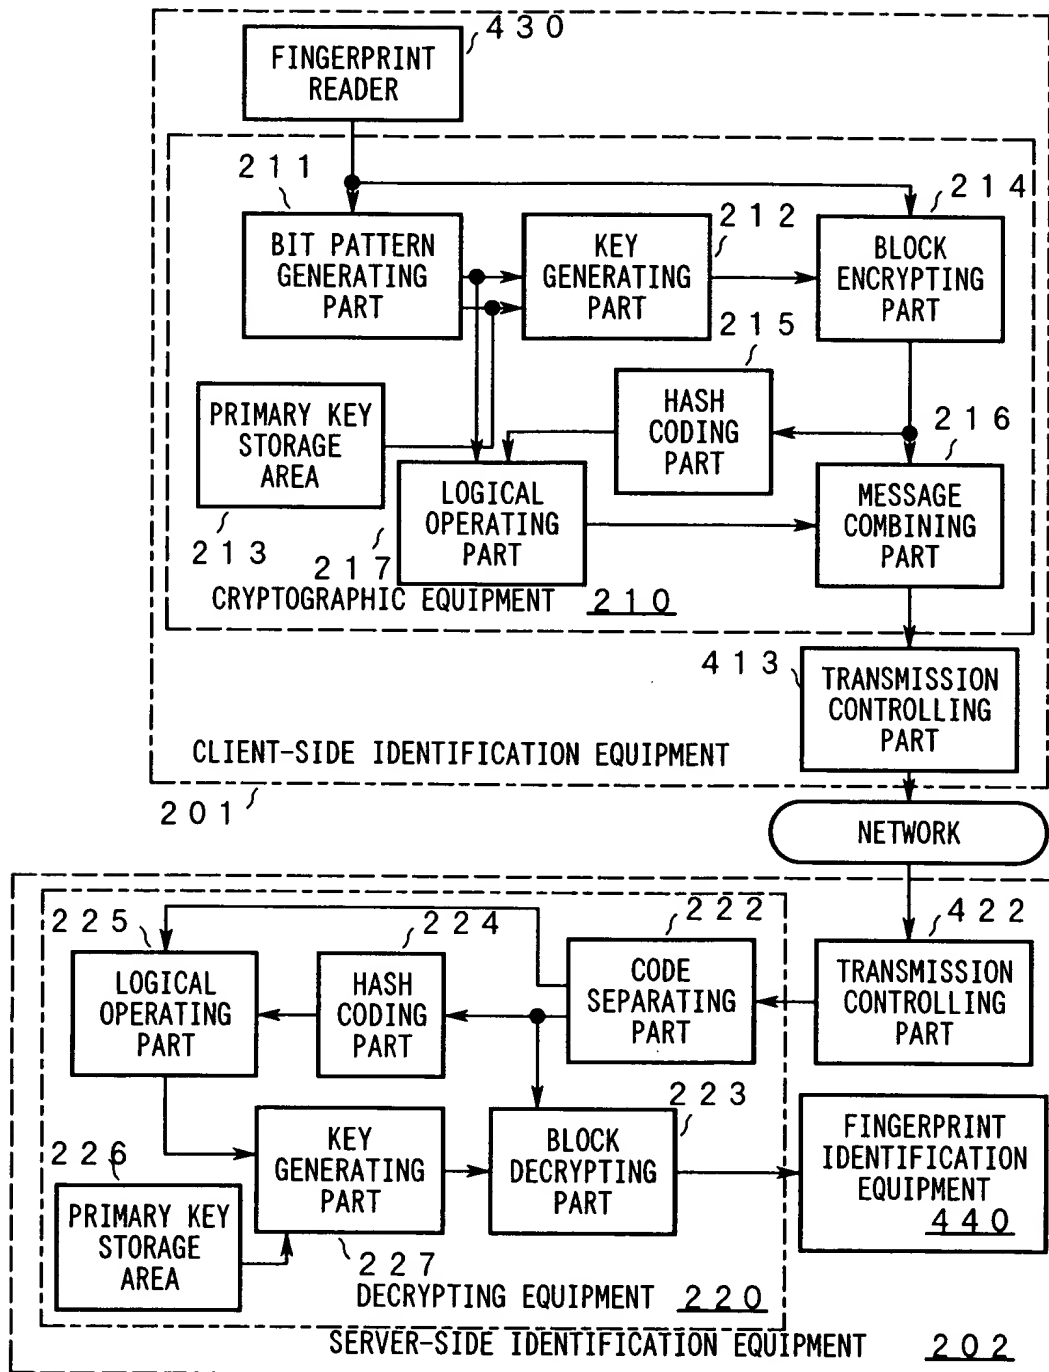 430
FINGERPRINT
READER
211
214
212
BIT PATTERN
GENERATING
PART
KEY
GENERATING
PART
BLOCK
ENCRYPTING
PART
215
PRIMARY KEY
STORAGE
AREA
HASH
CODING
PART
216
LOGICAL
OPERATING
PART
MESSAGE
COMBINING
PART
213
217
CRYPTOGRAPHIC EQUIPMENT 210
413
TRANSMISSION
CONTROLLING
PART
CLIENT-SIDE IDENTIFICATION EQUIPMENT
201
NETWORK
225
224
222
422
LOGICAL
OPERATING
PART
HASH
CODING
PART
CODE
SEPARATING
PART
TRANSMISSION
CONTROLLING
PART
223
226
KEY
GENERATING
PART
BLOCK
DECRYPTING
PART
FINGERPRINT
IDENTIFICATION
EQUIPMENT
440
PRIMARY KEY
STORAGE
AREA
227
DECRYPTING EQUIPMENT 220
SERVER-SIDE IDENTIFICATION EQUIPMENT 202